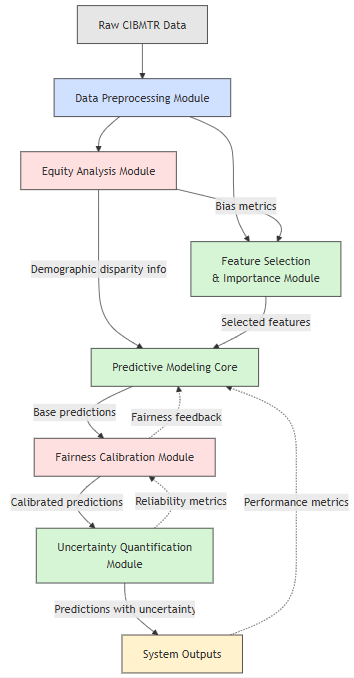 Raw CIBMTR Data
Data Preprocessing Module
Equity Analysis Module
Bias metrics
Feature Selection
& Importance Module
Demographic disparity info
Selected features
Predictive Modeling Core
Base predictions
Fairness feedback
Fairness Calibration Module
Calibrated predictions
Reliability metrics
Performance metrics
Uncertainty Quantification
Module
Predictions with uncertainty
System Outputs